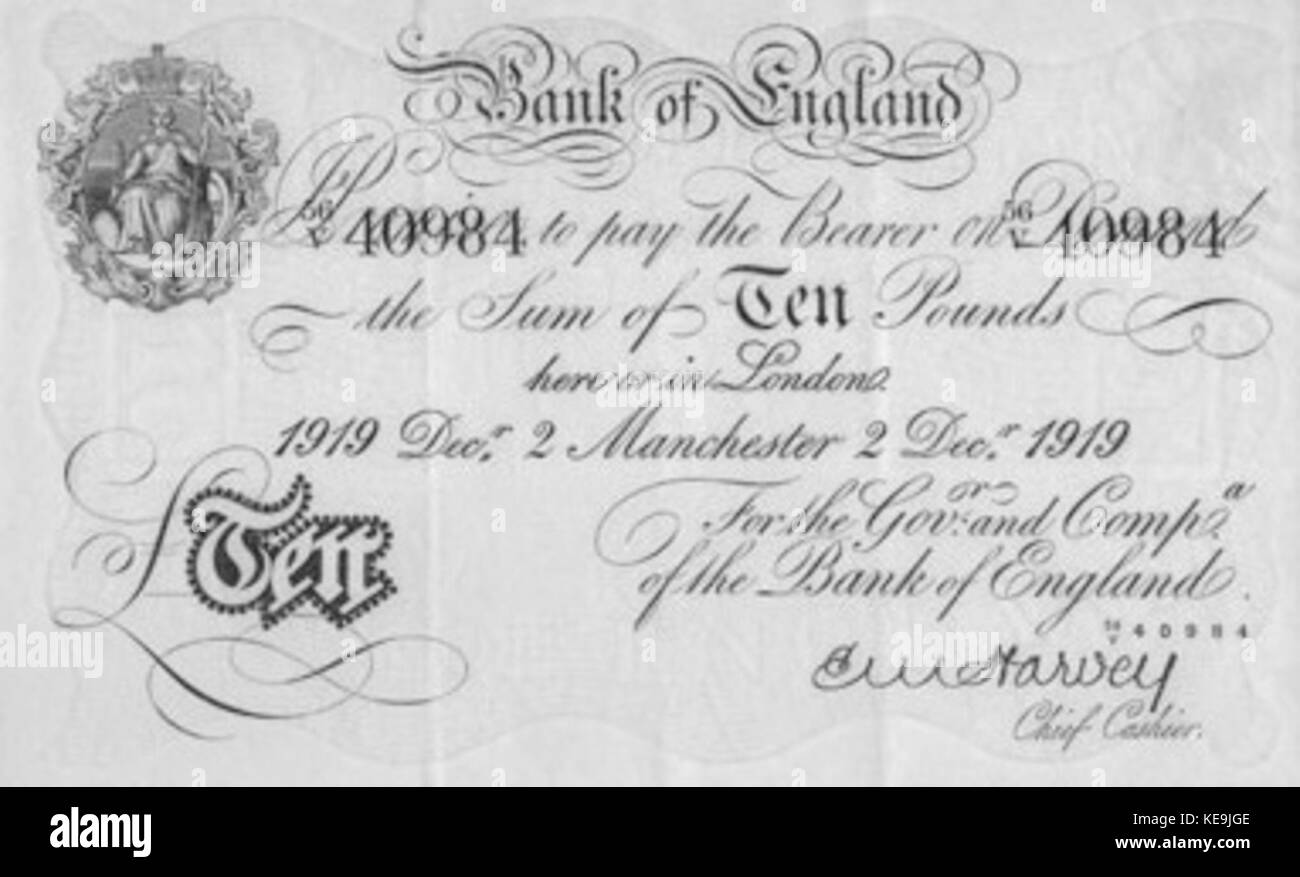 Bank of England
56 V 40984 to pay the Bearer on 56 V 40984
the Sum of Ten Pounds
here or in London
1919 Decr. 2 Manchester 2 Decr. 1919
£Ten
For the Govr. and Compa.
of the Bank of England.
56 V 40984
E M Harvey
Chief Cashier.
alamy
Image ID: KE9JGE
www.alamy.com